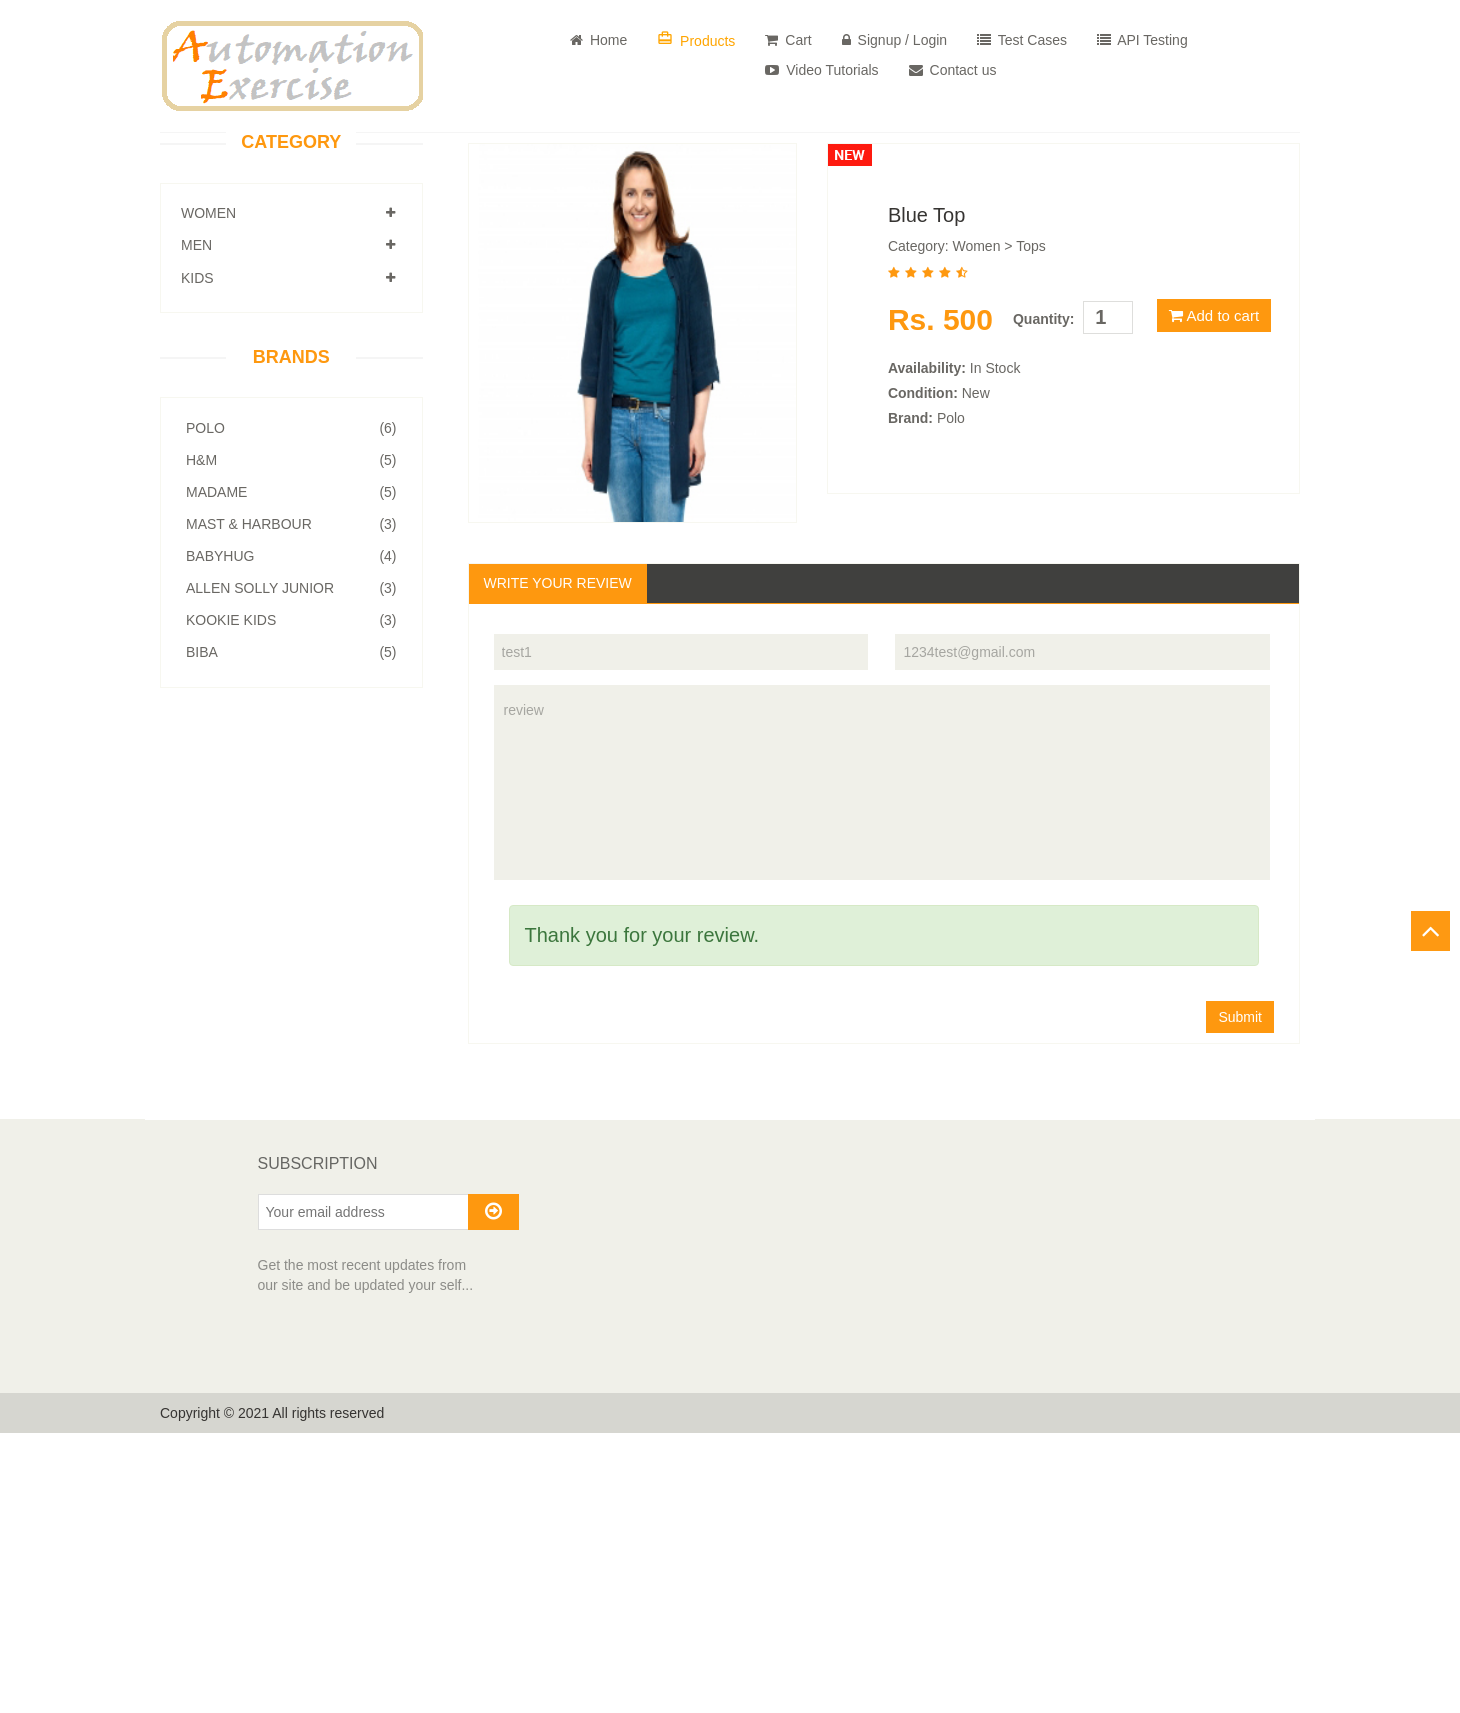 Automation
Exercise
Home
Products
Cart
Signup / Login
Test Cases
API Testing
Video Tutorials
Contact us
CATEGORY
WOMEN
MEN
KIDS
BRANDS
POLO (6)
H&M (5)
MADAME (5)
MAST & HARBOUR (3)
BABYHUG (4)
ALLEN SOLLY JUNIOR (3)
KOOKIE KIDS (3)
BIBA (5)
NEW
Blue Top
Category: Women > Tops
Rs. 500 Quantity: 1 Add to cart
Availability: In Stock
Condition: New
Brand: Polo
WRITE YOUR REVIEW
test1 1234test@gmail.com
review
Thank you for your review.
Submit
SUBSCRIPTION
Your email address
Get the most recent updates from
our site and be updated your self...
Copyright © 2021 All rights reserved